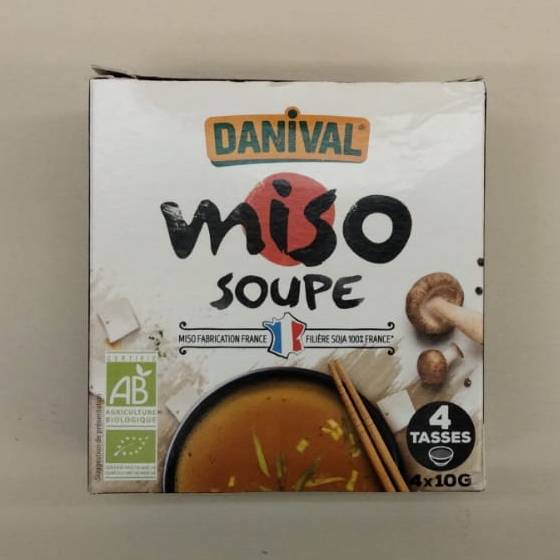 DANIVAL®
miso
SOUPE
MISO FABRICATION FRANCE FILIÈRE SOJA 100% FRANCE*
CERTIFIÉ
AB
AGRICULTURE
BIOLOGIQUE
Suggestion de présentation
4
TASSES
4x10G